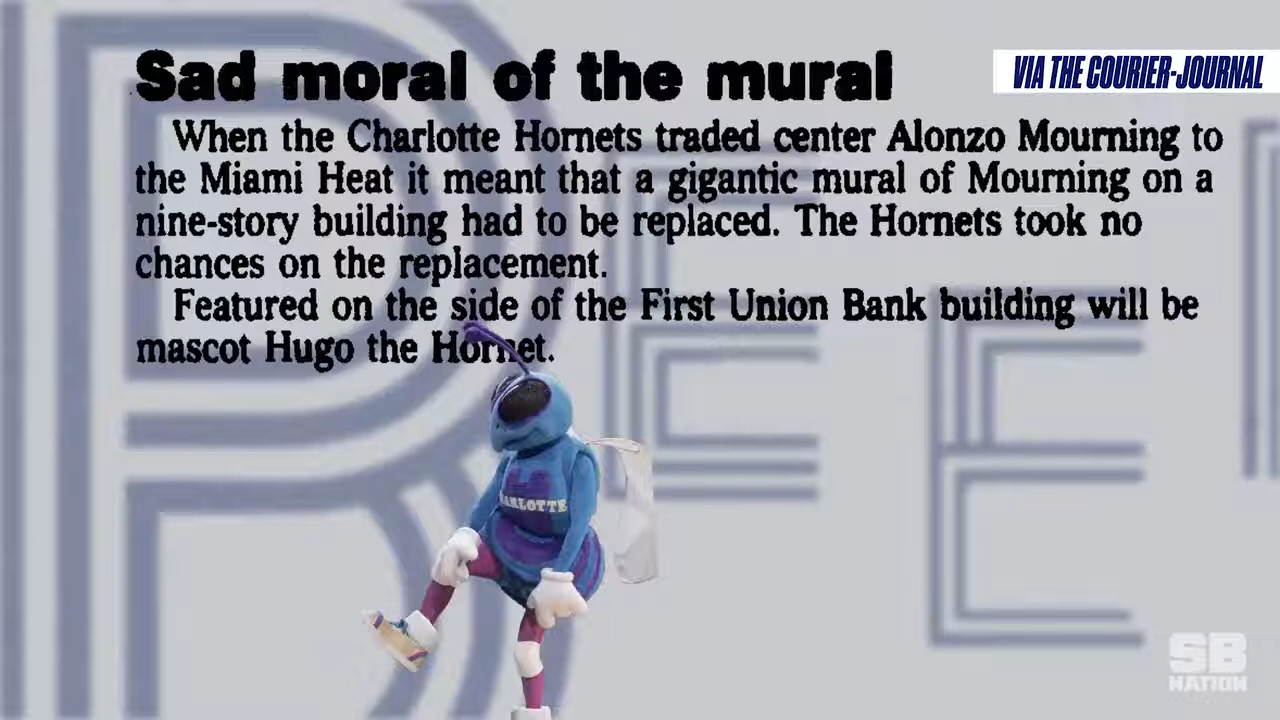 Sad moral of the mural
VIA THE COURIER-JOURNAL
When the Charlotte Hornets traded center Alonzo Mourning to
the Miami Heat it meant that a gigantic mural of Mourning on a
nine-story building had to be replaced. The Hornets took no
chances on the replacement.
Featured on the side of the First Union Bank building will be
mascot Hugo the Hornet.
CHARLOTTE
SB
NATION